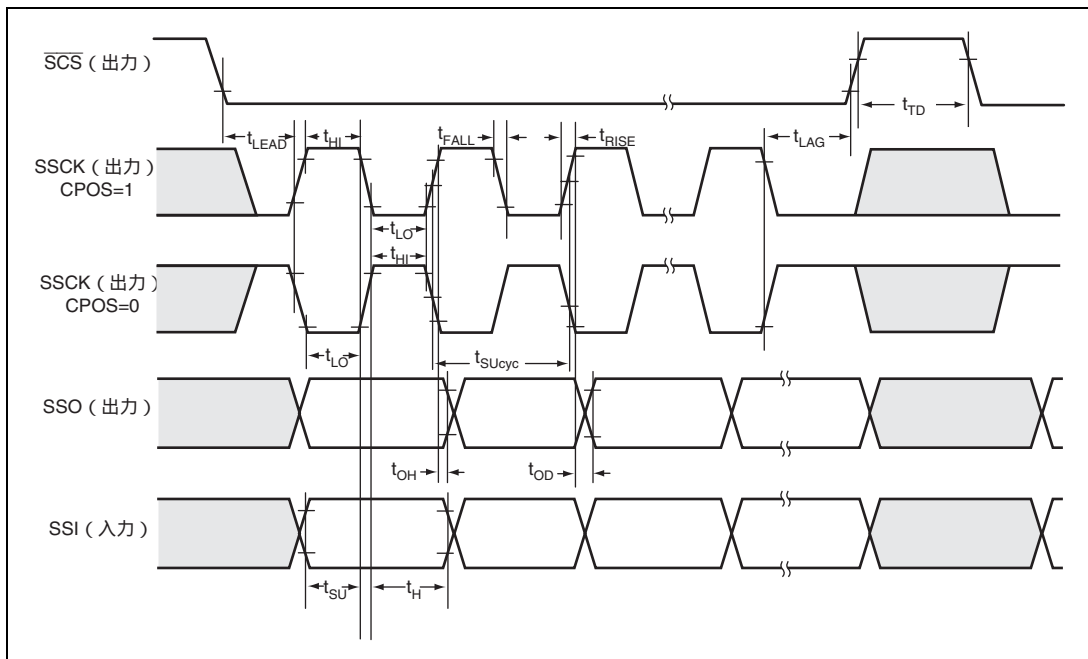 SCS（出力）
tTD
tLEAD
tHI
tFALL
tRISE
tLAG
SSCK（出力）
CPOS=1
tLO
tHI
SSCK（出力）
CPOS=0
tLO
tSUcyc
SSO（出力）
tOH
tOD
SSI（入力）
tSU
tH